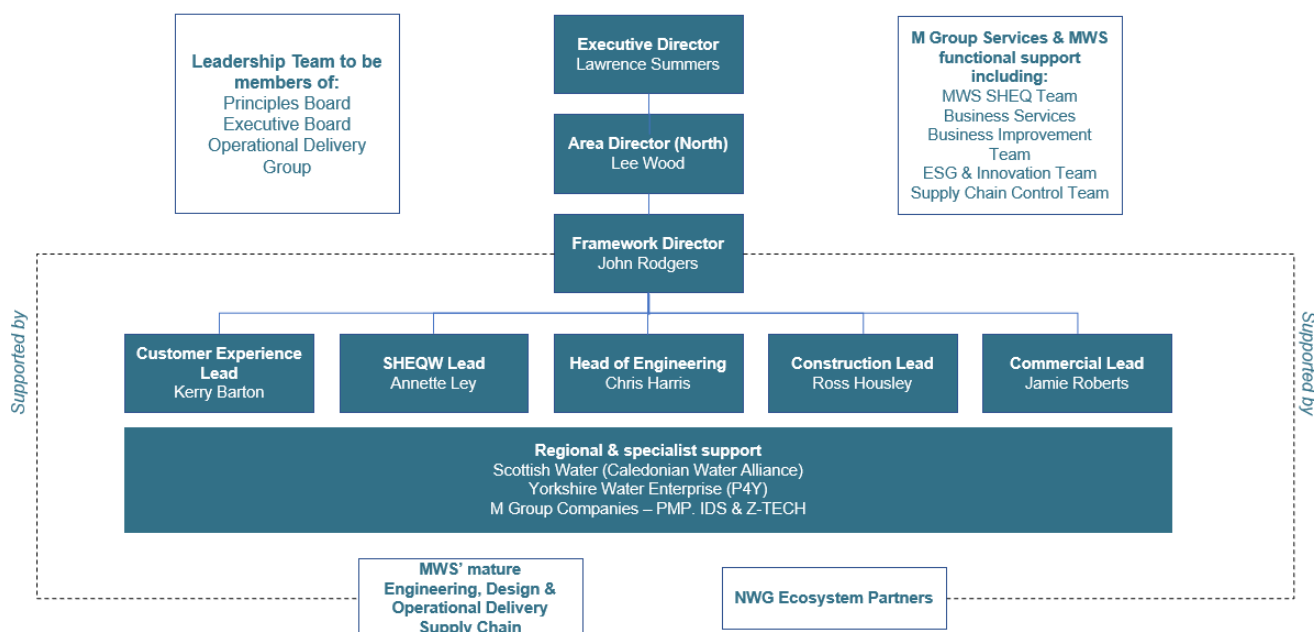 Leadership Team to be
members of:
Principles Board
Executive Board
Operational Delivery
Group
Executive Director
Lawrence Summers
Area Director (North)
Lee Wood
Framework Director
John Rodgers
M Group Services & MWS
functional support
including:
MWS SHEQ Team
Business Services
Business Improvement
Team
ESG & Innovation Team
Supply Chain Control Team
Supported by
Customer Experience
Lead
Kerry Barton
SHEQW Lead
Annette Ley
Head of Engineering
Chris Harris
Construction Lead
Ross Housley
Commercial Lead
Jamie Roberts
Supported by
Regional & specialist support
Scottish Water (Caledonian Water Alliance)
Yorkshire Water Enterprise (P4Y)
M Group Companies – PMP. IDS & Z-TECH
MWS' mature
Engineering, Design &
Operational Delivery
Supply Chain
NWG Ecosystem Partners